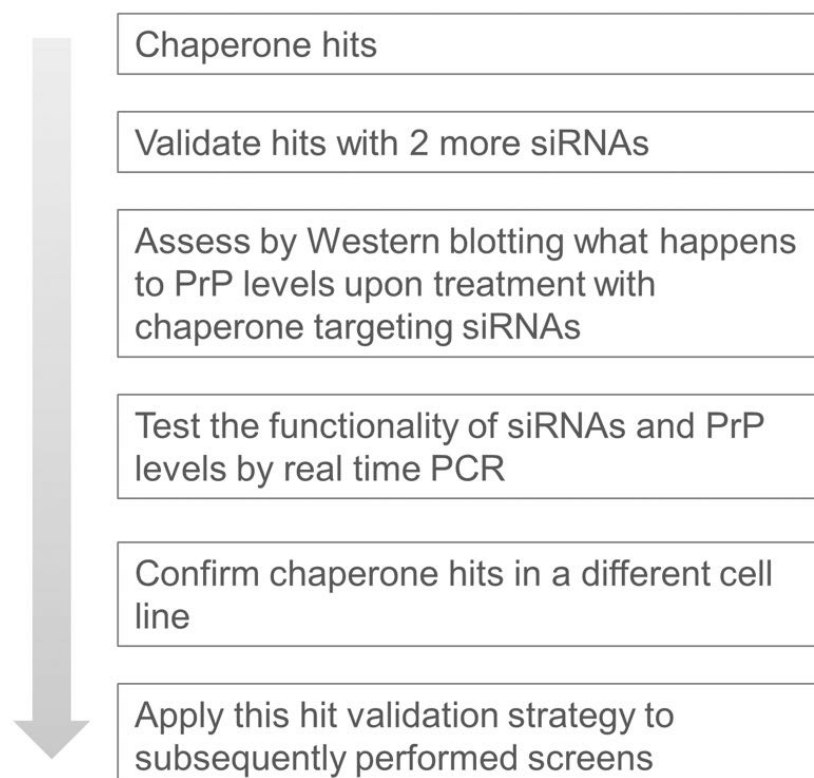 Chaperone hits
Validate hits with 2 more siRNAs
Assess by Western blotting what happens
to PrP levels upon treatment with
chaperone targeting siRNAs
Test the functionality of siRNAs and PrP
levels by real time PCR
Confirm chaperone hits in a different cell
line
Apply this hit validation strategy to
subsequently performed screens